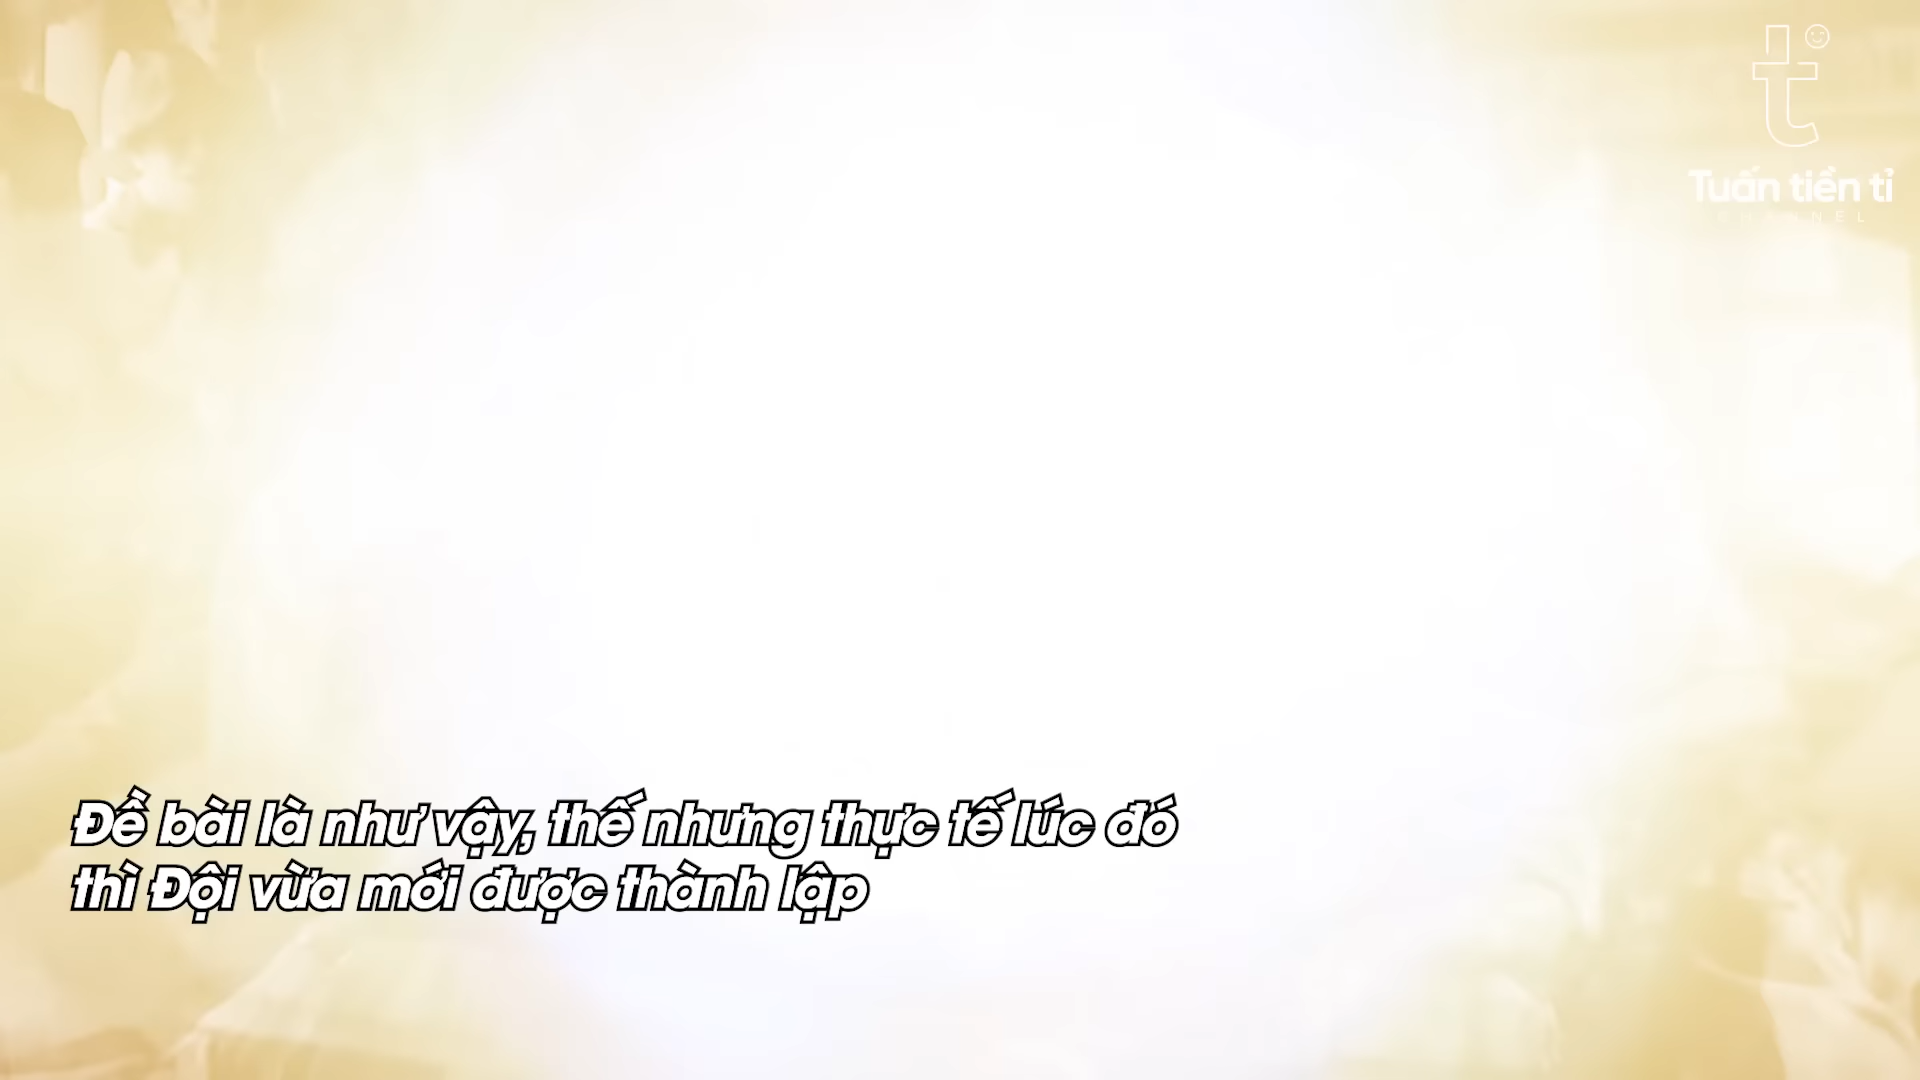 Tuấn tiền tỉ
CHANNEL
Đề bài là như vậy, thế nhưng thực tế lúc đó
thì Đội vừa mới được thành lập